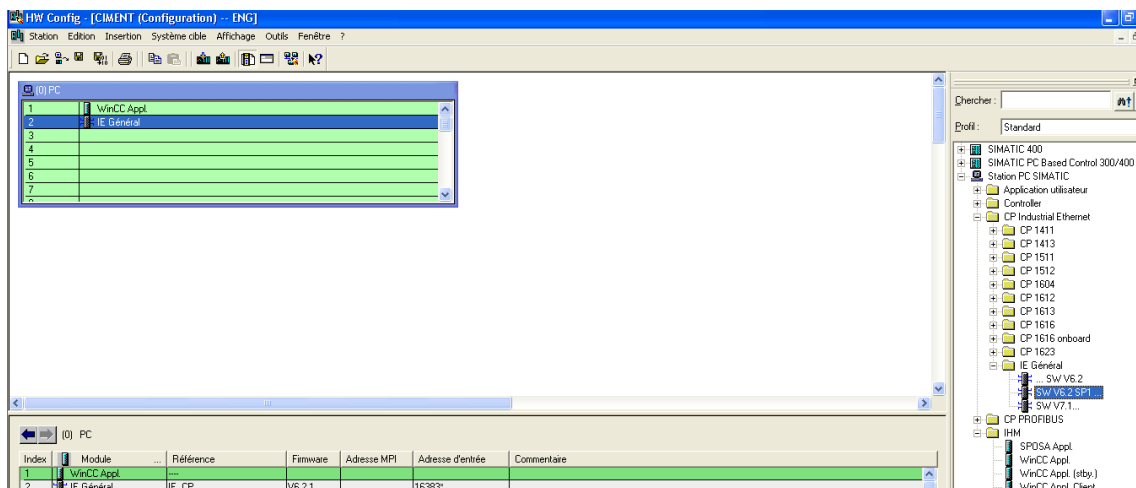 HW Config - [CIMENT (Configuration) -- ENG]
Station Edition Insertion Système cible Affichage Outils Fenêtre ?
(0) PC
1 WinCC Appl.
2 IE Général
3
4
5
6
7
Chercher :
Profil : Standard
SIMATIC 400
SIMATIC PC Based Control 300/400
Station PC SIMATIC
Application utilisateur
Controller
CP Industrial Ethernet
CP 1411
CP 1413
CP 1511
CP 1512
CP 1604
CP 1612
CP 1613
CP 1616
CP 1616 onboard
CP 1623
IE Général
... SW V6.2
SW V6.2 SP1 ...
SW V7.1...
CP PROFIBUS
IHM
SPOSA Appl.
WinCC Appl.
WinCC Appl. (stby.)
WinCC Appl. Client
(0) PC
Index Module ... Référence Firmware Adresse MPI Adresse d'entrée Commentaire
1 WinCC Appl. ----
2 IE Général IE_CP V6.2.1 16383*